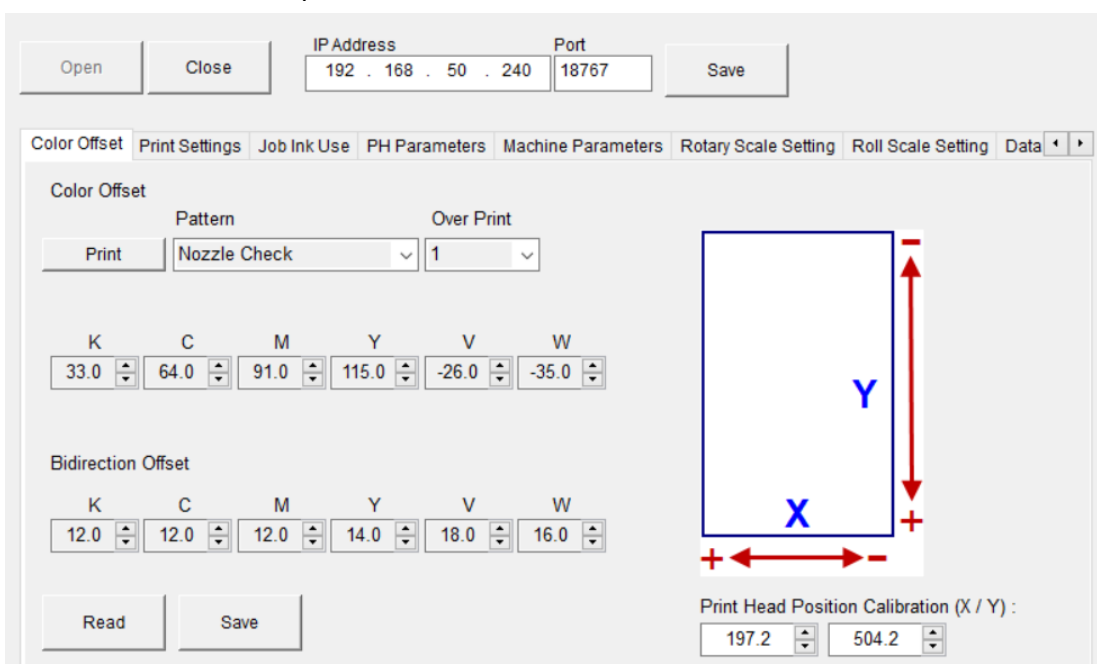 IP Address Port
Open Close 192 . 168 . 50 . 240 18767 Save
Color Offset Print Settings Job Ink Use PH Parameters Machine Parameters Rotary Scale Setting Roll Scale Setting Data
Color Offset
Pattern Over Print
Print Nozzle Check 1
K C M Y V W
33.0 64.0 91.0 115.0 -26.0 -35.0
Bidirection Offset
K C M Y V W
12.0 12.0 12.0 14.0 18.0 16.0
Read Save
-
Y
X
+
+ -
Print Head Position Calibration (X / Y) :
197.2 504.2